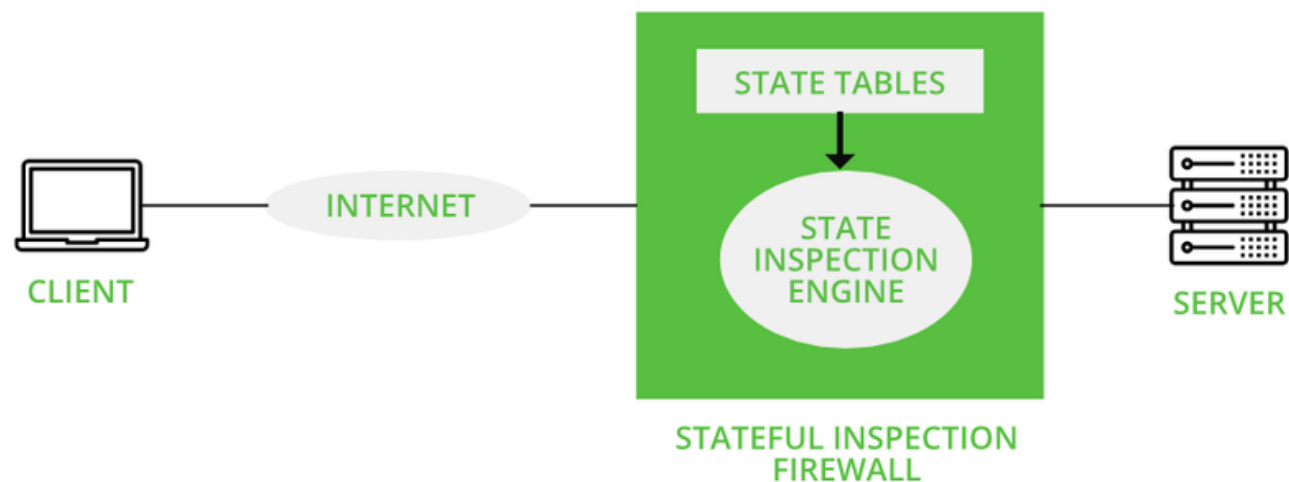 STATE TABLES
INTERNET
STATE
INSPECTION
ENGINE
CLIENT
SERVER
STATEFUL INSPECTION
FIREWALL